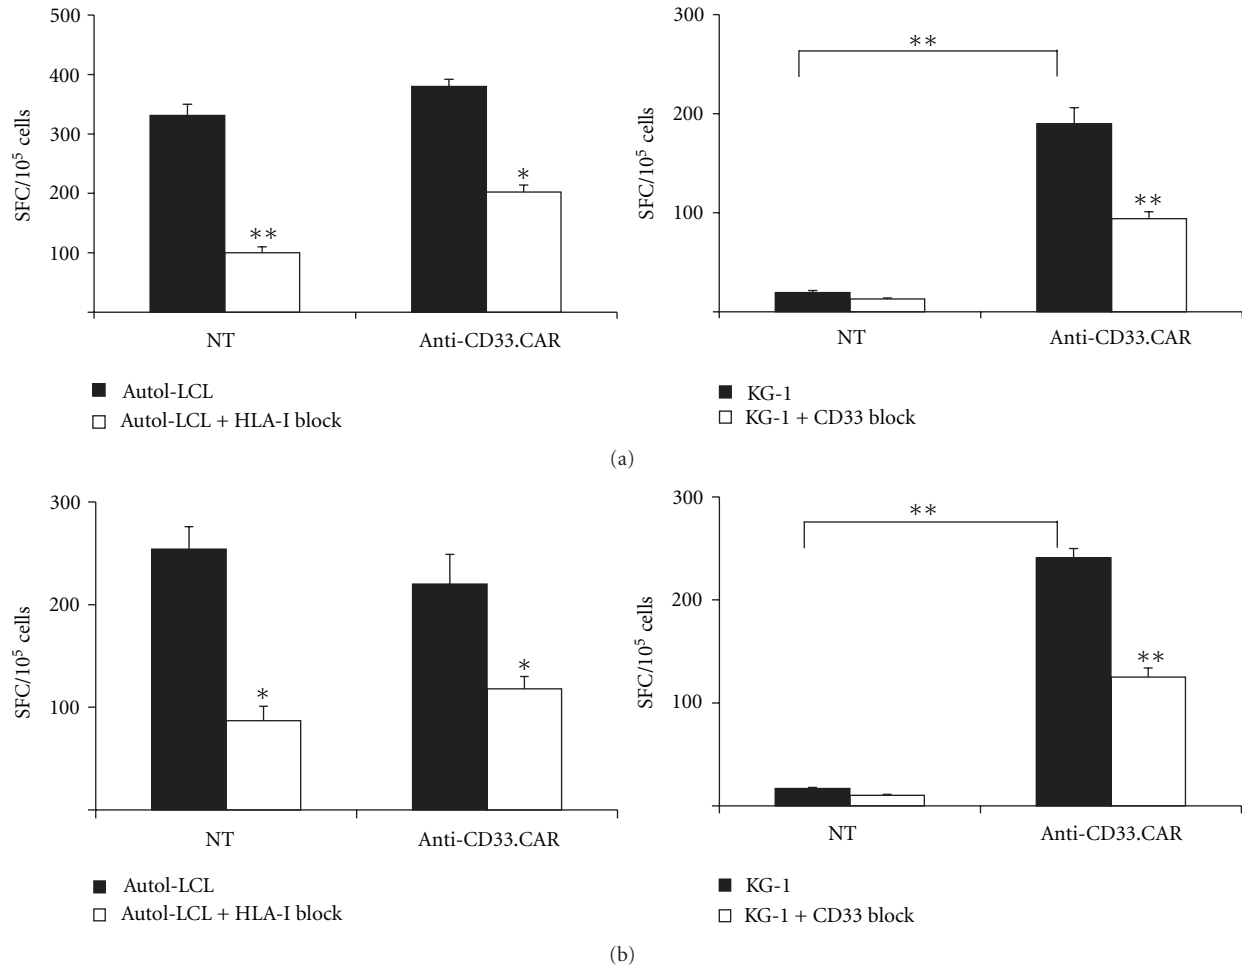 500
400
300
200
100
SFC/10⁵ cells
**
*
NT
Anti-CD33.CAR
Autol-LCL
Autol-LCL + HLA-I block
300
200
100
SFC/10⁵ cells
**
**
NT
Anti-CD33.CAR
KG-1
KG-1 + CD33 block
(a)
300
200
100
SFC/10⁵ cells
*
*
NT
Anti-CD33.CAR
Autol-LCL
Autol-LCL + HLA-I block
300
200
100
SFC/10⁵ cells
**
**
NT
Anti-CD33.CAR
KG-1
KG-1 + CD33 block
(b)